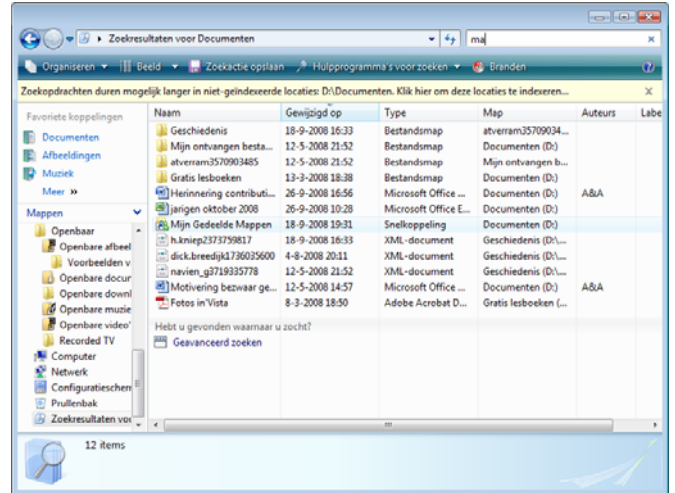 Zoekresultaten voor Documenten
ma
Organiseren
Beeld
Zoekactie opslaan
Hulpprogramma's voor zoeken
Branden
Zoekopdrachten duren mogelijk langer in niet-geïndexeerde locaties: D:\Documenten. Klik hier om deze locaties te indexeren...
Favoriete koppelingen
Documenten
Afbeeldingen
Muziek
Meer »
Mappen
Openbaar
Openbare afbeel
Voorbeelden v
Openbare docur
Openbare downl
Openbare muzie
Openbare video'
Recorded TV
Computer
Netwerk
Configuratieschern
Prullenbak
Zoekresultaten voo
Naam Gewijzigd op Type Map Auteurs Labe
Geschiedenis 18-9-2008 16:33 Bestandsmap atverram35709034...
Mijn ontvangen besta... 12-5-2008 21:52 Bestandsmap Documenten (D:)
atverram3570903485 12-5-2008 21:52 Bestandsmap Mijn ontvangen b...
Gratis lesboeken 13-3-2008 18:38 Bestandsmap Documenten (D:)
Herinnering contributi... 26-9-2008 16:56 Microsoft Office ... Documenten (D:) A&A
jarigen oktober 2008 26-9-2008 10:28 Microsoft Office E... Documenten (D:)
Mijn Gedeelde Mappen 18-9-2008 19:31 Snelkoppeling Documenten (D:)
h.kniep2373759817 18-9-2008 16:33 XML-document Geschiedenis (D:\...
dick.breedijk1736035600 4-8-2008 20:11 XML-document Geschiedenis (D:\...
navien_g3719335778 12-5-2008 21:52 XML-document Geschiedenis (D:\...
Motivering bezwaar ge... 12-5-2008 14:57 Microsoft Office ... Documenten (D:) A&A
Fotos in Vista 8-3-2008 18:50 Adobe Acrobat D... Gratis lesboeken (...
Hebt u gevonden waarnaar u zocht?
Geavanceerd zoeken
12 items